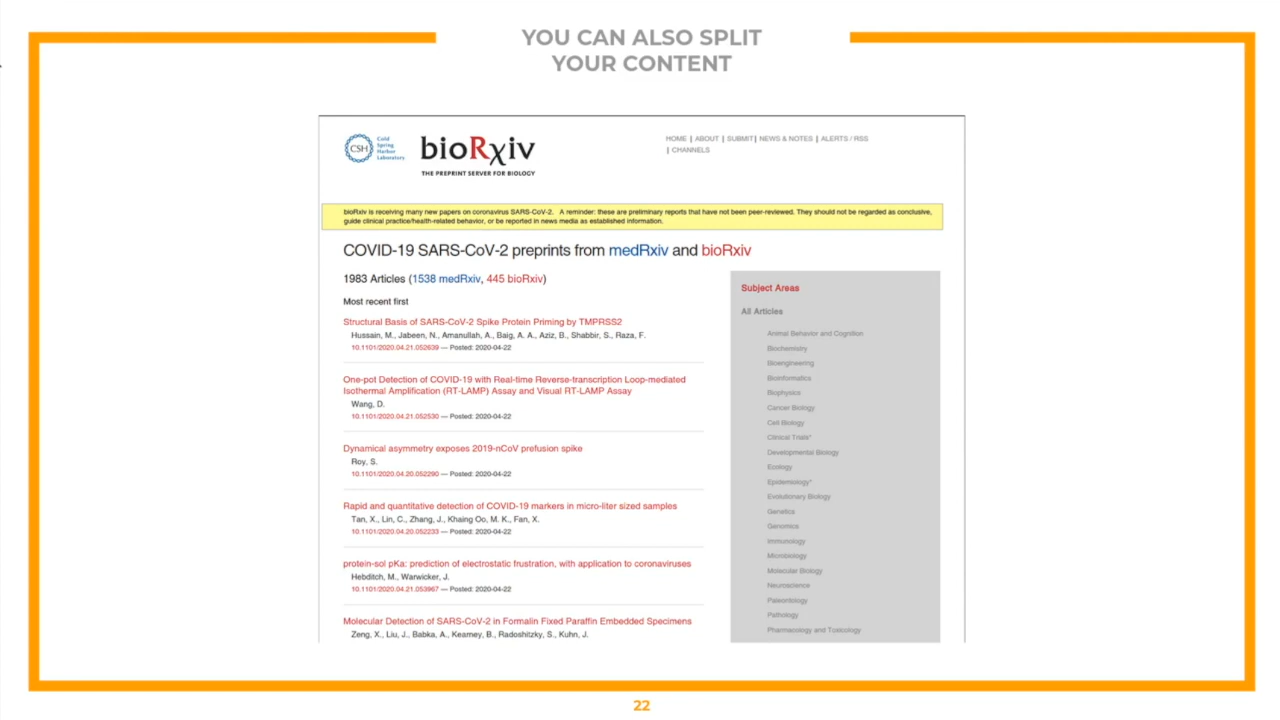 YOU CAN ALSO SPLIT
YOUR CONTENT
CSH
Cold
Spring
Harbor
Laboratory
bioRχiv
THE PREPRINT SERVER FOR BIOLOGY
HOME | ABOUT | SUBMIT| NEWS & NOTES | ALERTS / RSS
| CHANNELS
bioRxiv is receiving many new papers on coronavirus SARS-CoV-2. A reminder: these are preliminary reports that have not been peer-reviewed. They should not be regarded as conclusive,
guide clinical practice/health-related behavior, or be reported in news media as established information.
COVID-19 SARS-CoV-2 preprints from medRxiv and bioRxiv
1983 Articles (1538 medRxiv, 445 bioRxiv)
Most recent first
Structural Basis of SARS-CoV-2 Spike Protein Priming by TMPRSS2
Hussain, M., Jabeen, N., Amanullah, A., Baig, A. A., Aziz, B., Shabbir, S., Raza, F.
10.1101/2020.04.21.052639 — Posted: 2020-04-22
One-pot Detection of COVID-19 with Real-time Reverse-transcription Loop-mediated
Isothermal Amplification (RT-LAMP) Assay and Visual RT-LAMP Assay
Wang, D.
10.1101/2020.04.21.052530 — Posted: 2020-04-22
Dynamical asymmetry exposes 2019-nCoV prefusion spike
Roy, S.
10.1101/2020.04.20.052290 — Posted: 2020-04-22
Rapid and quantitative detection of COVID-19 markers in micro-liter sized samples
Tan, X., Lin, C., Zhang, J., Khaing Oo, M. K., Fan, X.
10.1101/2020.04.20.052233 — Posted: 2020-04-22
protein-sol pKa: prediction of electrostatic frustration, with application to coronaviruses
Hebditch, M., Warwicker, J.
10.1101/2020.04.21.053967 — Posted: 2020-04-22
Molecular Detection of SARS-CoV-2 in Formalin Fixed Paraffin Embedded Specimens
Zeng, X., Liu, J., Babka, A., Kearney, B., Radoshitzky, S., Kuhn, J.
Subject Areas
All Articles
Animal Behavior and Cognition
Biochemistry
Bioengineering
Bioinformatics
Biophysics
Cancer Biology
Cell Biology
Clinical Trials*
Developmental Biology
Ecology
Epidemiology*
Evolutionary Biology
Genetics
Genomics
Immunology
Microbiology
Molecular Biology
Neuroscience
Paleontology
Pathology
Pharmacology and Toxicology
22